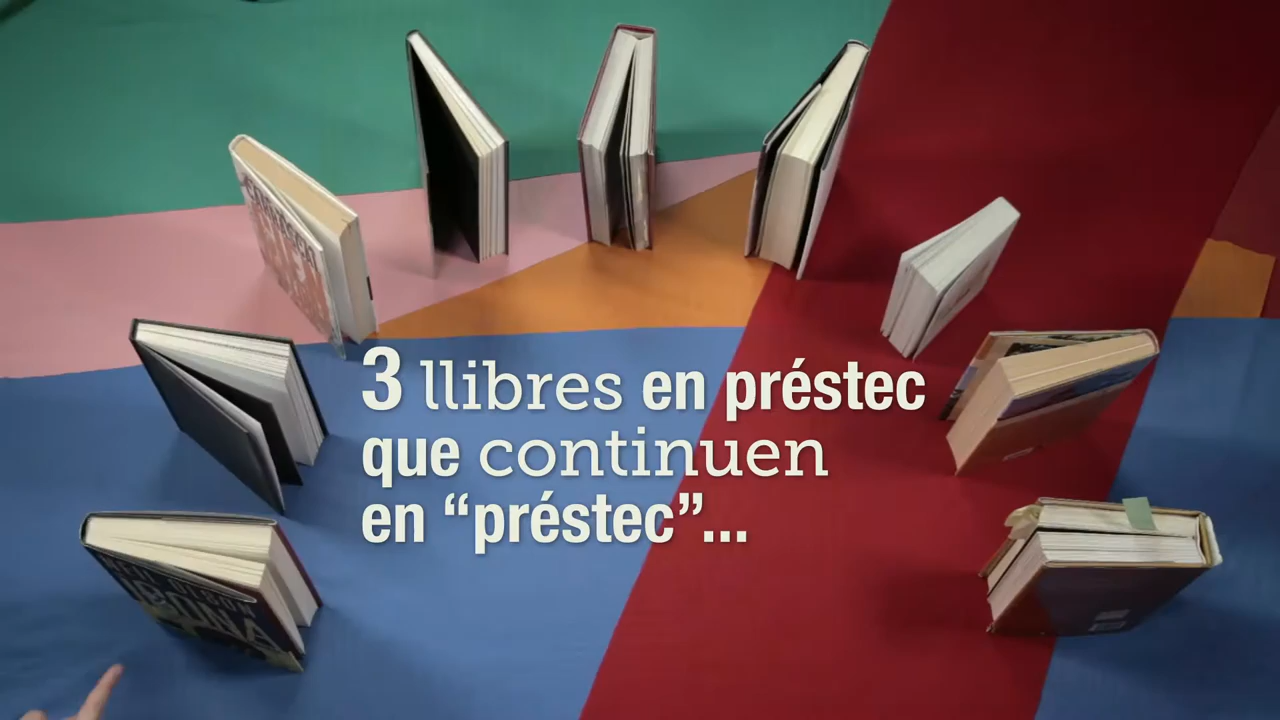 3 llibres en préstec
que continuen
en “préstec”...